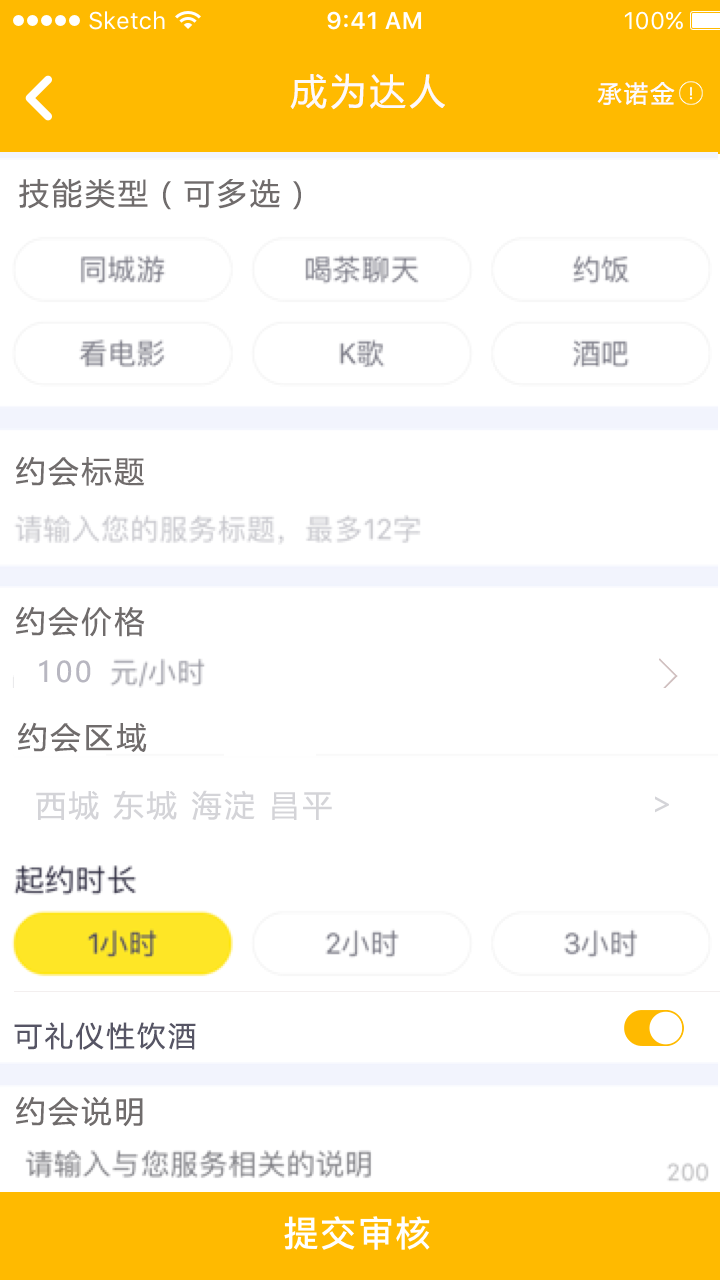 Sketch 9:41 AM 100%
成为达人 承诺金!
技能类型(可多选)
同城游 喝茶聊天 约饭
看电影 K歌 酒吧
约会标题
请输入您的服务标题，最多12字
约会价格
100 元/小时
约会区域
西城 东城 海淀 昌平 >
起约时长
1小时 2小时 3小时
可礼仪性饮酒
约会说明
请输入与您服务相关的说明
200
提交审核